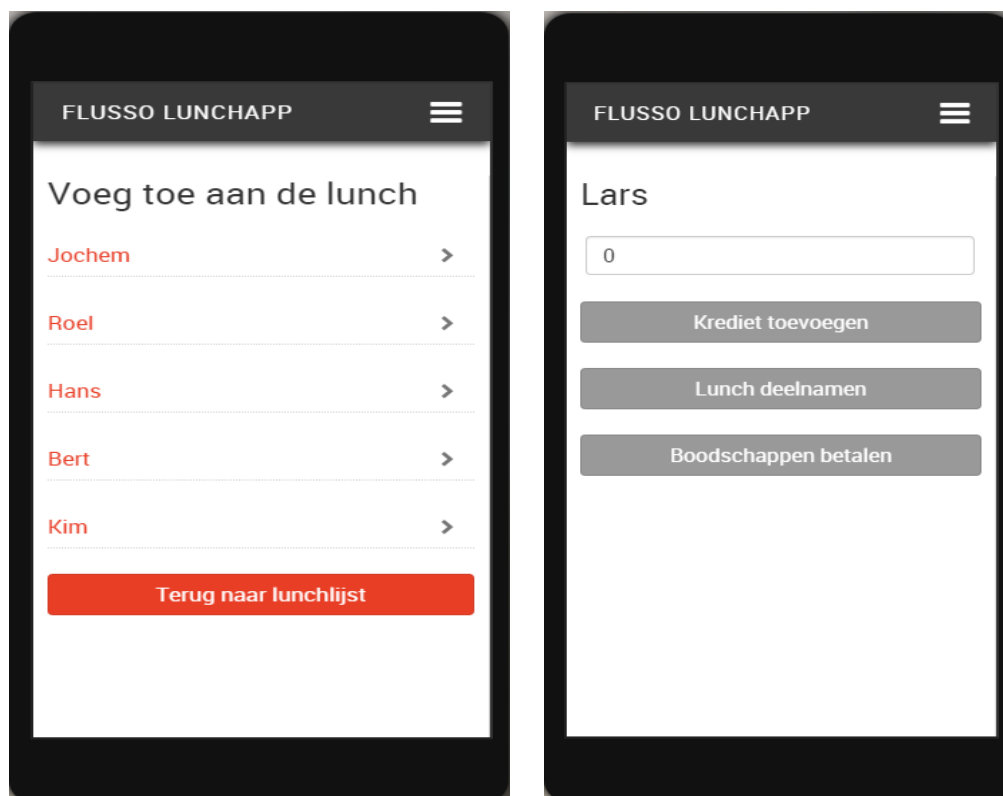 FLUSSO LUNCHAPP
Voeg toe aan de lunch
Jochem
Roel
Hans
Bert
Kim
Terug naar lunchlijst
FLUSSO LUNCHAPP
Lars
0
Krediet toevoegen
Lunch deelnamen
Boodschappen betalen